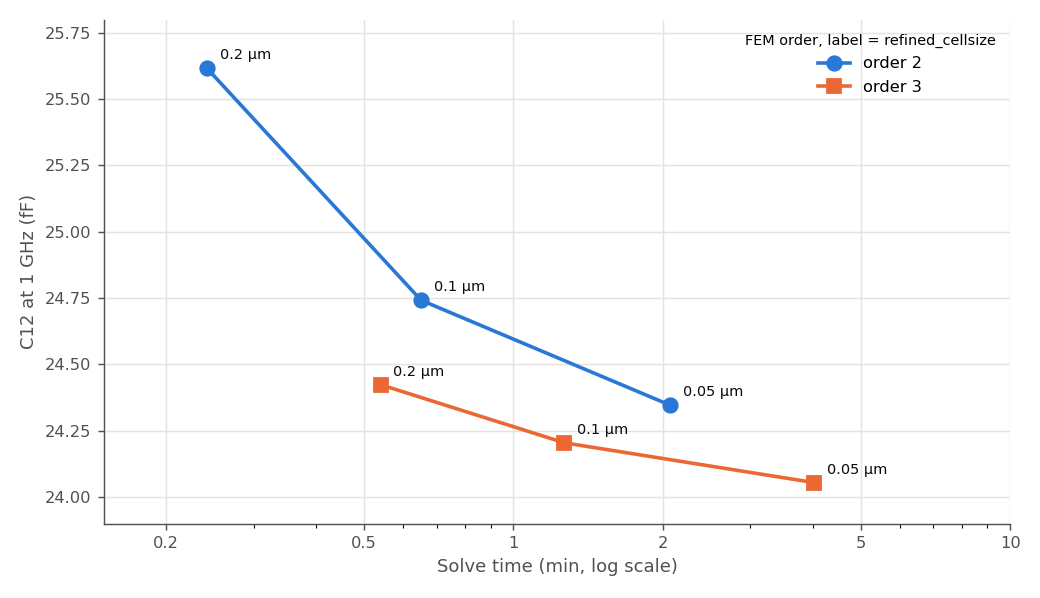 25.75
25.50
25.25
25.00
24.75
24.50
24.25
24.00
C12 at 1 GHz (fF)
FEM order, label = refined_cellsize
order 2
order 3
0.2 µm
0.1 µm
0.05 µm
0.2 µm
0.1 µm
0.05 µm
0.2
0.5
1
2
5
10
Solve time (min, log scale)